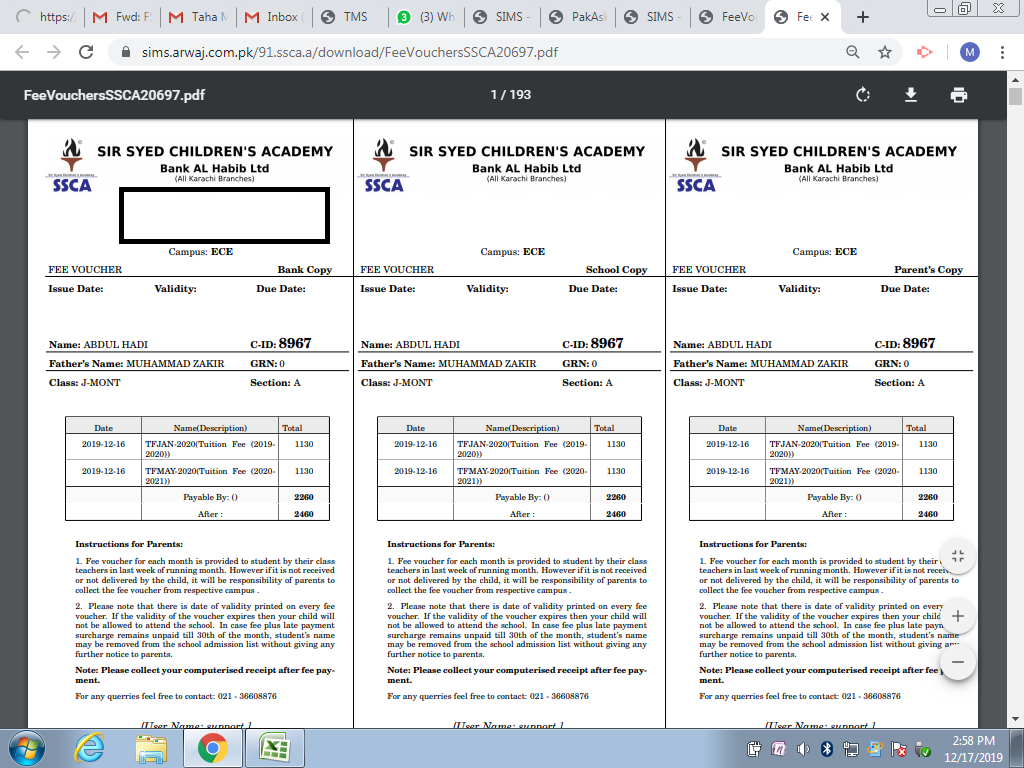 https:/
Fwd: F
Taha M
Inbox
TMS
(3) Wh
SIMS -
PakAs
SIMS -
FeeVo
Fe
sims.arwaj.com.pk/91.ssca.a/download/FeeVouchersSSCA20697.pdf
M
FeeVouchersSSCA20697.pdf
1 / 193
SIR SYED CHILDREN'S ACADEMY
Bank AL Habib Ltd
(All Karachi Branches)
SSCA
Campus: ECE
FEE VOUCHER Bank Copy
Issue Date: Validity: Due Date:
Name: ABDUL HADI C-ID: 8967
Father's Name: MUHAMMAD ZAKIR GRN: 0
Class: J-MONT Section: A
Date Name(Description) Total
2019-12-16 TFJAN-2020(Tuition Fee (2019-
2020)) 1130
2019-12-16 TFMAY-2020(Tuition Fee (2020-
2021)) 1130
Payable By: () 2260
After : 2460
Instructions for Parents:
1. Fee voucher for each month is provided to student by their class
teachers in last week of running month. However if it is not received
or not delivered by the child, it will be responsibility of parents to
collect the fee voucher from respective campus .
2. Please note that there is date of validity printed on every fee
voucher. If the validity of the voucher expires then your child will
not be allowed to attend the school. In case fee plus late payment
surcharge remains unpaid till 30th of the month, student's name
may be removed from the school admission list without giving any
further notice to parents.
Note: Please collect your computerised receipt after fee pay-
ment.
For any querries feel free to contact: 021 - 36608876
[User Name: support ]
SIR SYED CHILDREN'S ACADEMY
Bank AL Habib Ltd
(All Karachi Branches)
SSCA
Campus: ECE
FEE VOUCHER School Copy
Issue Date: Validity: Due Date:
Name: ABDUL HADI C-ID: 8967
Father's Name: MUHAMMAD ZAKIR GRN: 0
Class: J-MONT Section: A
Date Name(Description) Total
2019-12-16 TFJAN-2020(Tuition Fee (2019-
2020)) 1130
2019-12-16 TFMAY-2020(Tuition Fee (2020-
2021)) 1130
Payable By: () 2260
After : 2460
Instructions for Parents:
1. Fee voucher for each month is provided to student by their class
teachers in last week of running month. However if it is not received
or not delivered by the child, it will be responsibility of parents to
collect the fee voucher from respective campus .
2. Please note that there is date of validity printed on every fee
voucher. If the validity of the voucher expires then your child will
not be allowed to attend the school. In case fee plus late payment
surcharge remains unpaid till 30th of the month, student's name
may be removed from the school admission list without giving any
further notice to parents.
Note: Please collect your computerised receipt after fee pay-
ment.
For any querries feel free to contact: 021 - 36608876
[User Name: support ]
SIR SYED CHILDREN'S ACADEMY
Bank AL Habib Ltd
(All Karachi Branches)
SSCA
Campus: ECE
FEE VOUCHER Parent's Copy
Issue Date: Validity: Due Date:
Name: ABDUL HADI C-ID: 8967
Father's Name: MUHAMMAD ZAKIR GRN: 0
Class: J-MONT Section: A
Date Name(Description) Total
2019-12-16 TFJAN-2020(Tuition Fee (2019-
2020)) 1130
2019-12-16 TFMAY-2020(Tuition Fee (2020-
2021)) 1130
Payable By: () 2260
After : 2460
Instructions for Parents:
1. Fee voucher for each month is provided to student by their
teachers in last week of running month. However if it is not
or not delivered by the child, it will be responsibility of parents to
collect the fee voucher from respective campus .
2. Please note that there is date of validity printed on every
voucher. If the validity of the voucher expires then your child
not be allowed to attend the school. In case fee plus late
surcharge remains unpaid till 30th of the month, student's name
may be removed from the school admission list without giving
further notice to parents.
Note: Please collect your computerised receipt after fee
ment.
For any querries feel free to contact: 021 - 36608876
[User Name: support ]
2:58 PM
12/17/2019